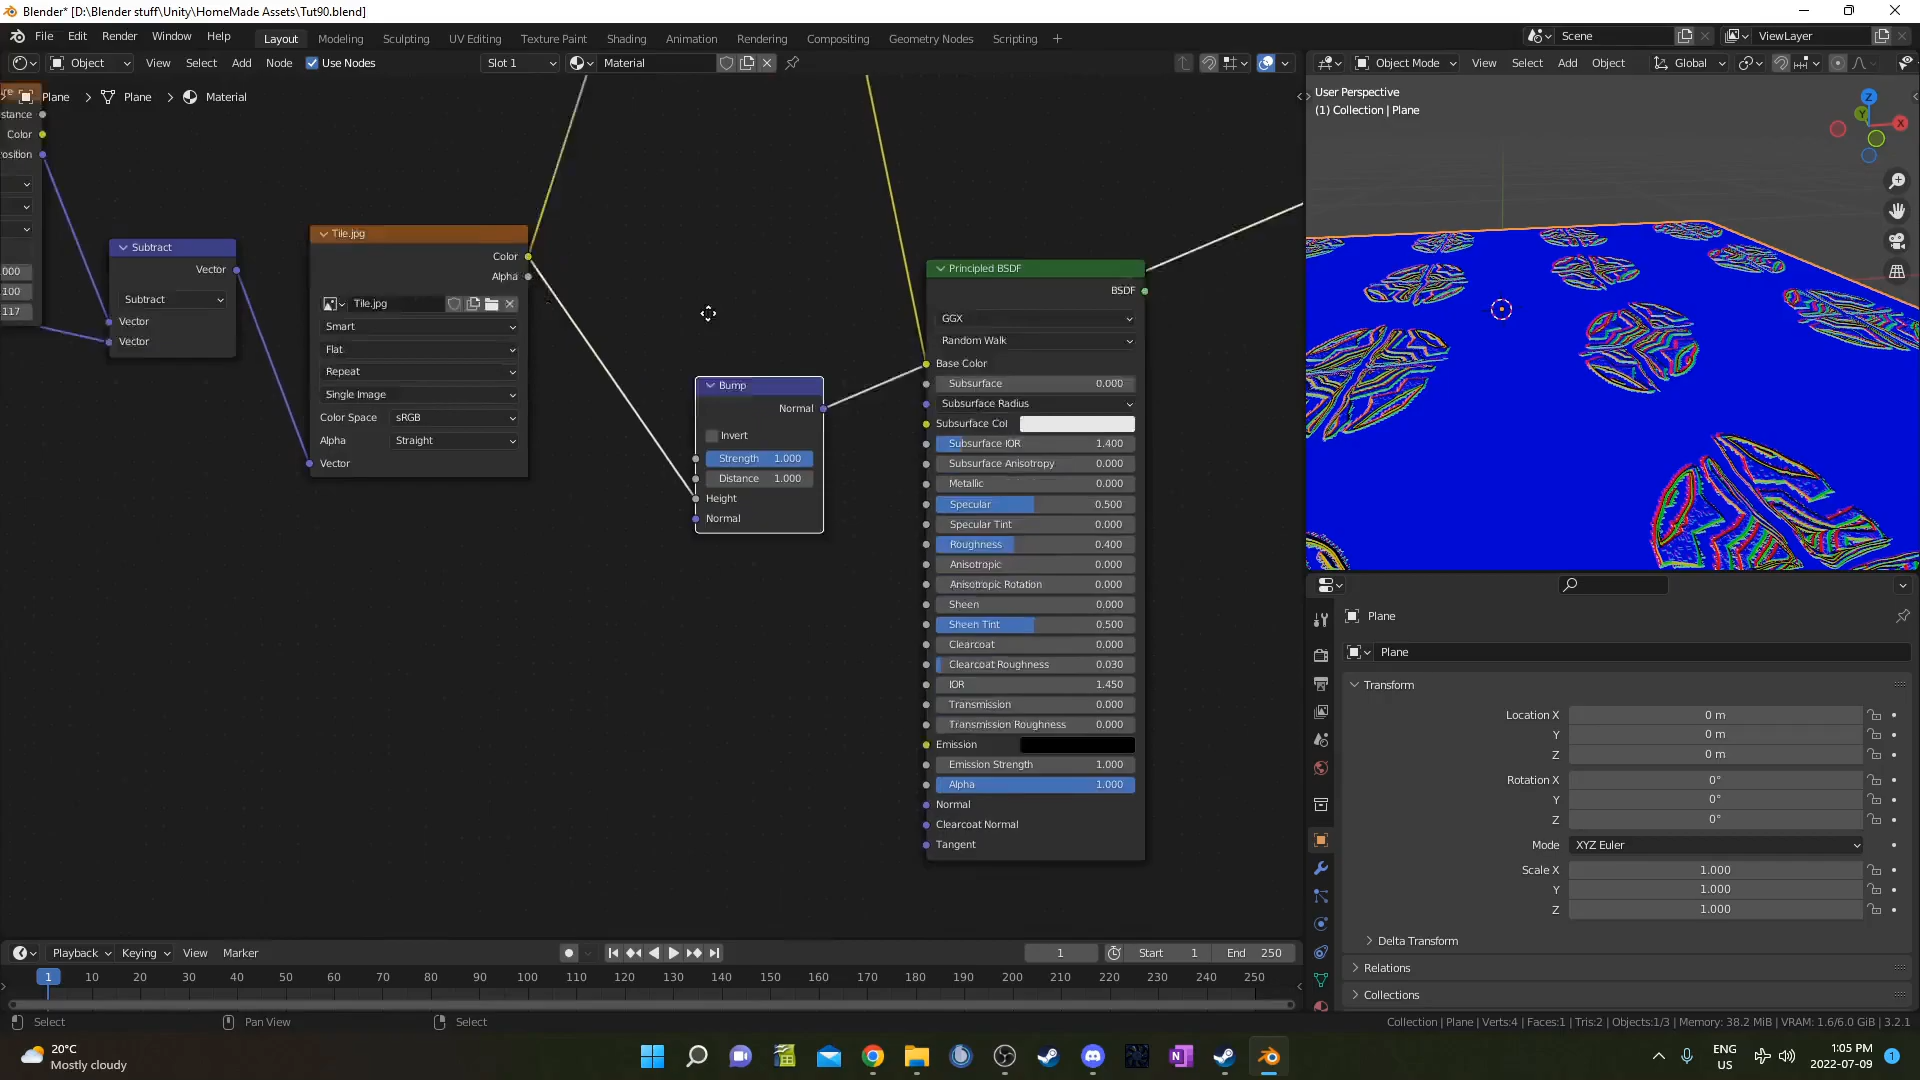 Blender* [D:\Blender stuff\Unity\HomeMade Assets\Tut90.blend]
File Edit Render Window Help Layout Modeling Sculpting UV Editing Texture Paint Shading Animation Rendering Compositing Geometry Nodes Scripting + Scene ViewLayer
Object View Select Add Node Use Nodes Slot 1 Material Object Mode View Select Add Object Global
Plane > Plane > Material
User Perspective
(1) Collection | Plane
Z
Y
X
stance
Color
osition
000
100
117
Subtract
Vector
Subtract
Vector
Vector
Tile.jpg
Color
Alpha
Tile.jpg
Smart
Flat
Repeat
Single Image
Color Space sRGB
Alpha Straight
Vector
Bump
Normal
Invert
Strength 1.000
Distance 1.000
Height
Normal
Principled BSDF
BSDF
GGX
Random Walk
Base Color
Subsurface 0.000
Subsurface Radius
Subsurface Col
Subsurface IOR 1.400
Subsurface Anisotropy 0.000
Metallic 0.000
Specular 0.500
Specular Tint 0.000
Roughness 0.400
Anisotropic 0.000
Anisotropic Rotation 0.000
Sheen 0.000
Sheen Tint 0.500
Clearcoat 0.000
Clearcoat Roughness 0.030
IOR 1.450
Transmission 0.000
Transmission Roughness 0.000
Emission
Emission Strength 1.000
Alpha 1.000
Normal
Clearcoat Normal
Tangent
Plane
Plane
Transform
Location X 0 m
Y 0 m
Z 0 m
Rotation X 0°
Y 0°
Z 0°
Mode XYZ Euler
Scale X 1.000
Y 1.000
Z 1.000
Delta Transform
Relations
Collections
Playback Keying View Marker 1 Start 1 End 250
1 10 20 30 40 50 60 70 80 90 100 110 120 130 140 150 160 170 180 190 200 210 220 230 240 250
Select Pan View Select Collection | Plane | Verts:4 | Faces:1 | Tris:2 | Objects:1/3 | Memory: 38.2 MiB | VRAM: 1.6/6.0 GiB | 3.2.1
20°C
Mostly cloudy
ENG
US
1:05 PM
2022-07-09
1